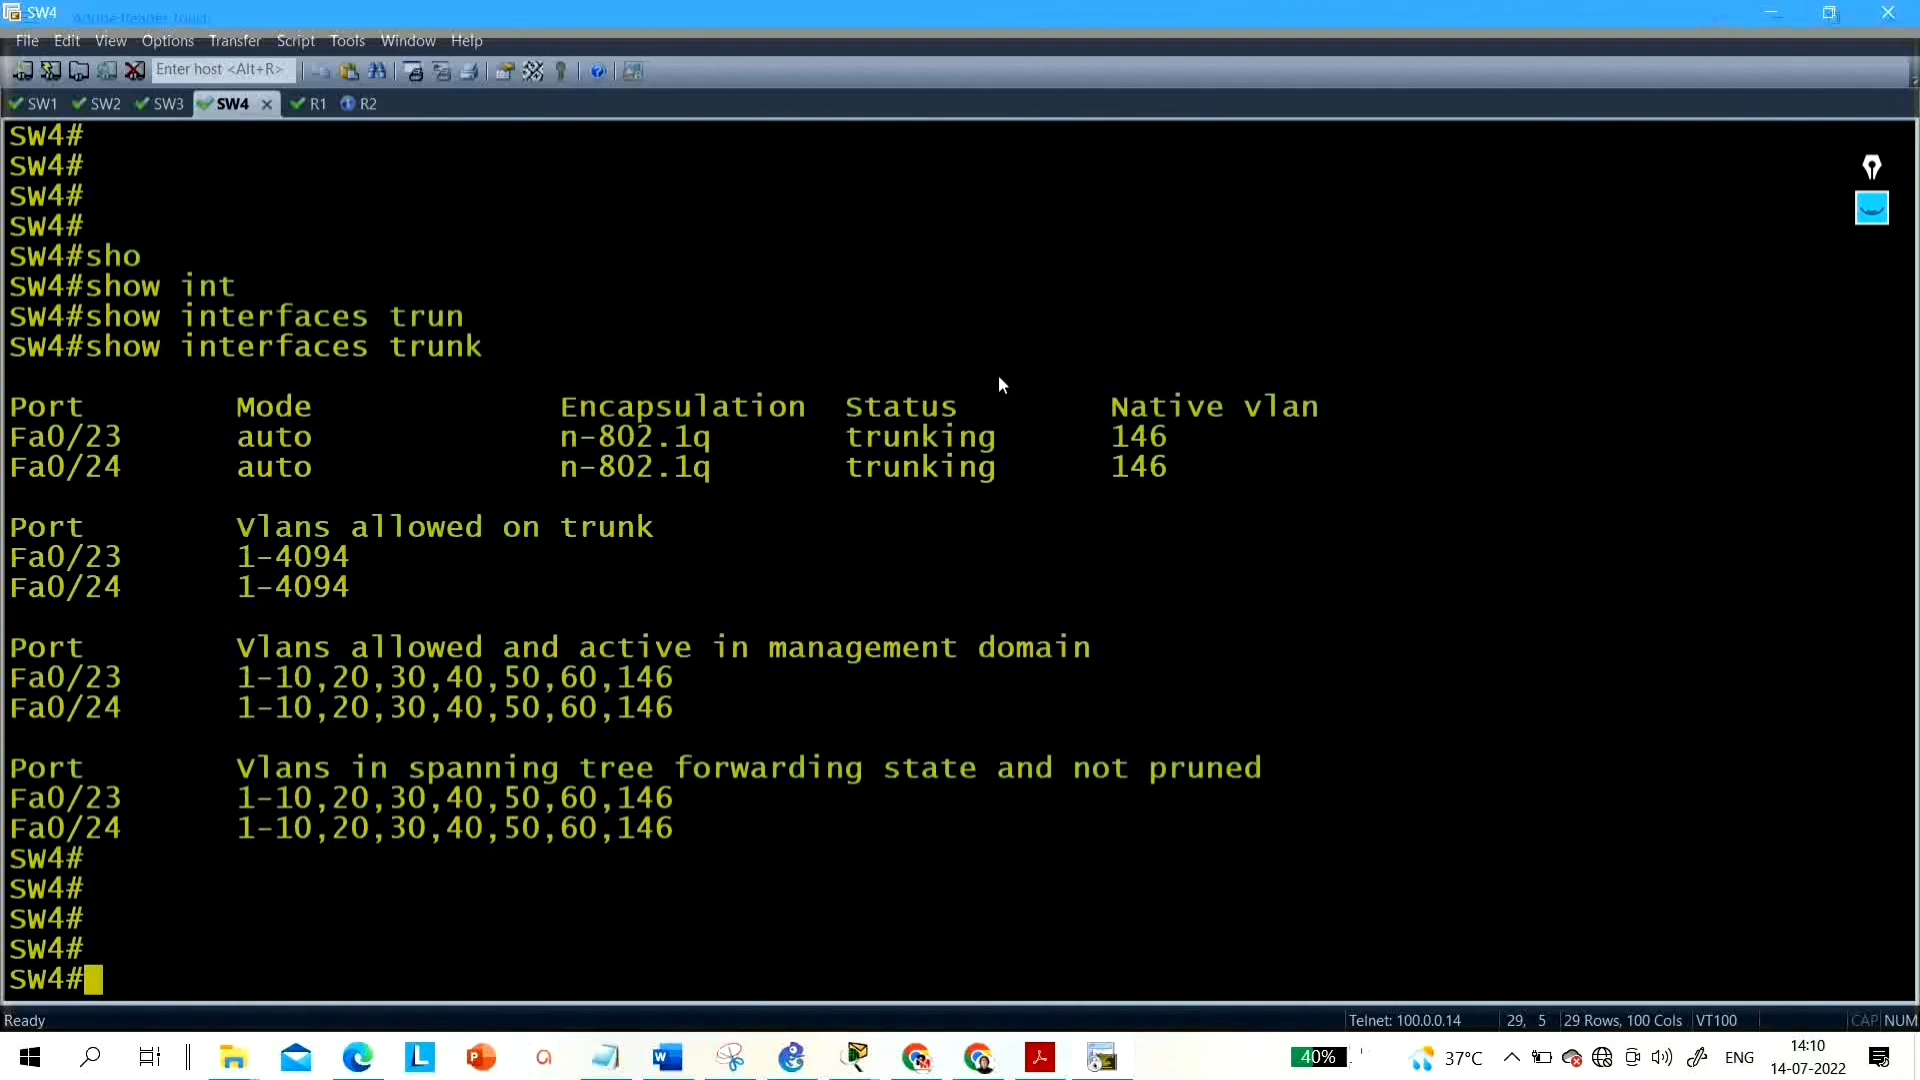 SW4
Adobe Reader Touch
File Edit View Options Transfer Script Tools Window Help
Enter host <Alt+R>
SW1 SW2 SW3 SW4 R1 R2
SW4#
SW4#
SW4#
SW4#
SW4#sho
SW4#show int
SW4#show interfaces trun
SW4#show interfaces trunk
Port Mode Encapsulation Status Native vlan
Fa0/23 auto n-802.1q trunking 146
Fa0/24 auto n-802.1q trunking 146
Port Vlans allowed on trunk
Fa0/23 1-4094
Fa0/24 1-4094
Port Vlans allowed and active in management domain
Fa0/23 1-10,20,30,40,50,60,146
Fa0/24 1-10,20,30,40,50,60,146
Port Vlans in spanning tree forwarding state and not pruned
Fa0/23 1-10,20,30,40,50,60,146
Fa0/24 1-10,20,30,40,50,60,146
SW4#
SW4#
SW4#
SW4#
SW4#
Ready Telnet: 100.0.0.14 29, 5 29 Rows, 100 Cols VT100 CAP NUM
40% 37°C ENG 14:10
14-07-2022